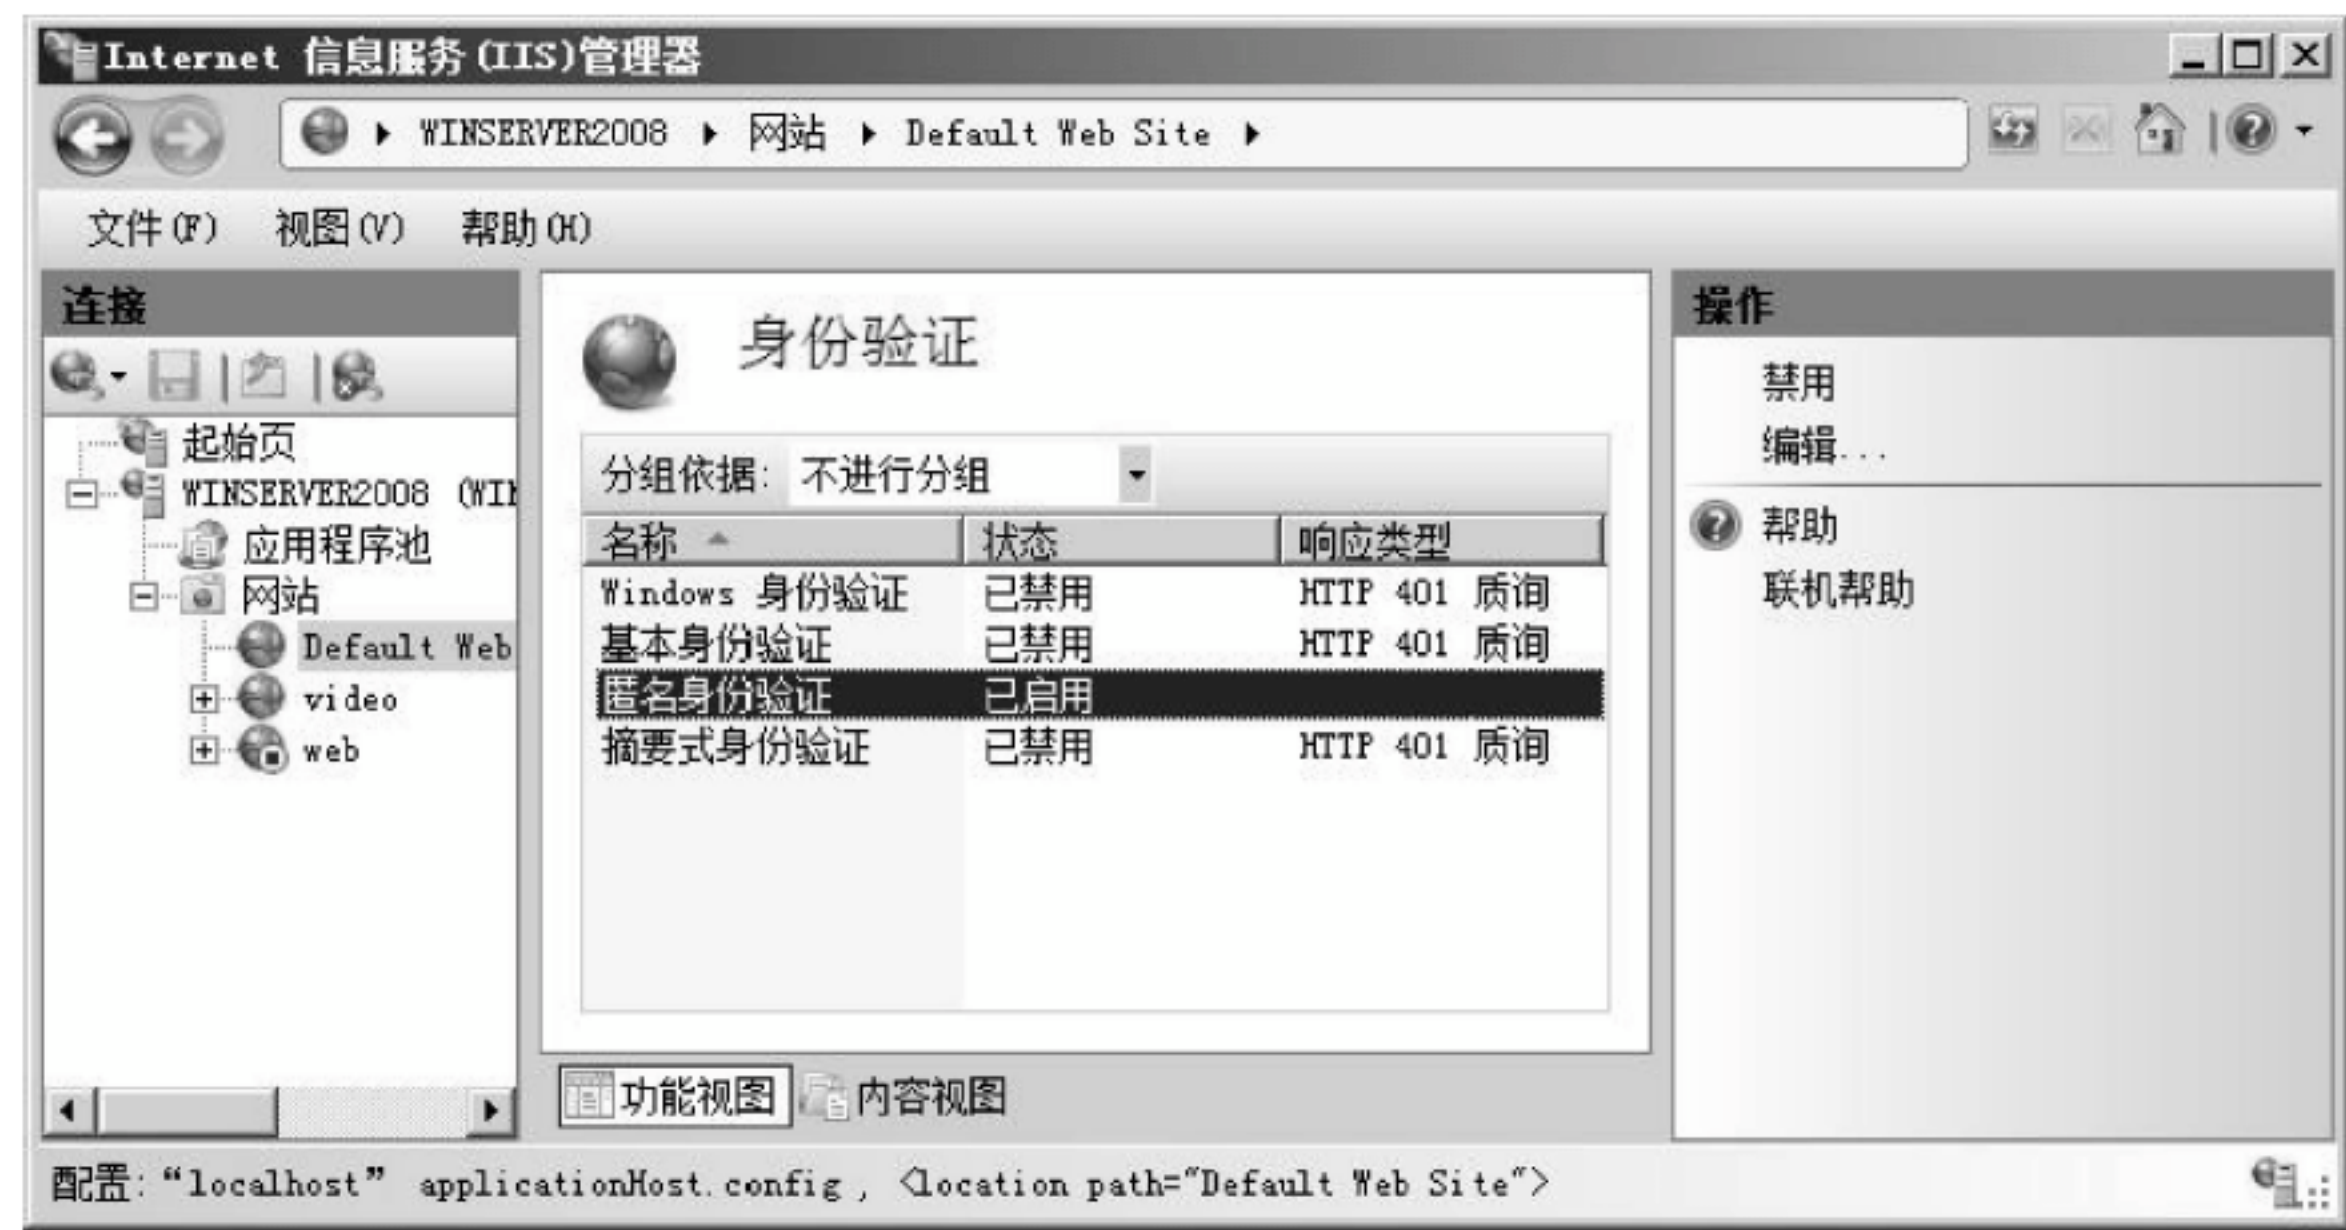 Internet 信息服务(IIS)管理器
WINSERVER2008 网站 Default Web Site
文件(F) 视图(V) 帮助(H)
连接
起始页
WINSERVER2008 (WIN
应用程序池
网站
Default Web
video
web
身份验证
分组依据: 不进行分组
名称 状态 响应类型
Windows 身份验证 已禁用 HTTP 401 质询
基本身份验证 已禁用 HTTP 401 质询
匿名身份验证 已启用
摘要式身份验证 已禁用 HTTP 401 质询
功能视图 内容视图
操作
禁用
编辑...
帮助
联机帮助
配置: “localhost” applicationHost.config, <location path="Default Web Site">